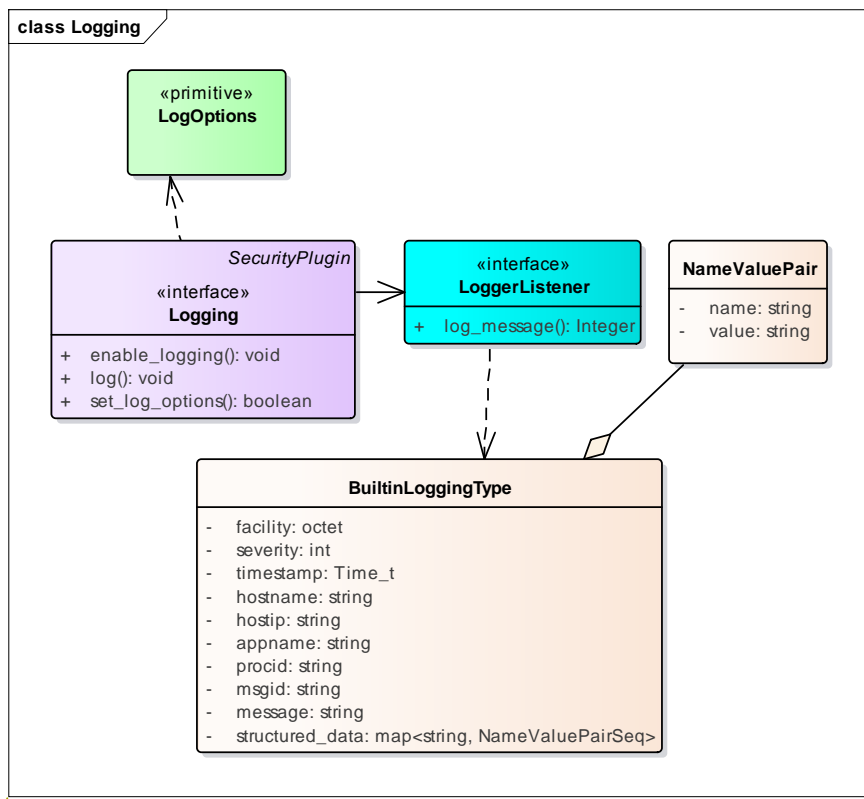 class Logging
«primitive»
LogOptions
SecurityPlugin
«interface»
Logging
+ enable_logging(): void
+ log(): void
+ set_log_options(): boolean
«interface»
LoggerListener
+ log_message(): Integer
NameValuePair
- name: string
- value: string
BuiltinLoggingType
- facility: octet
- severity: int
- timestamp: Time_t
- hostname: string
- hostip: string
- appname: string
- procid: string
- msgid: string
- message: string
- structured_data: map<string, NameValuePairSeq>